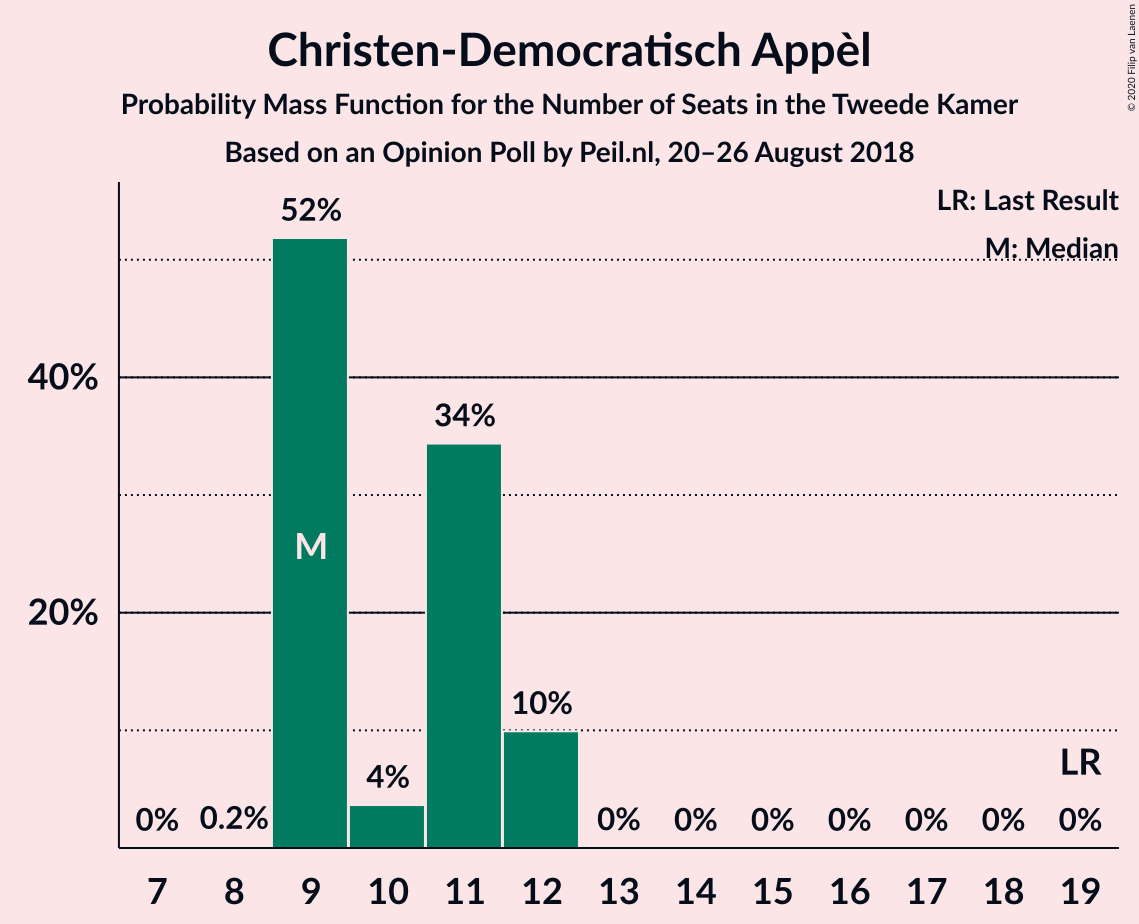 Christen-Democratisch Appèl
Probability Mass Function for the Number of Seats in the Tweede Kamer
Based on an Opinion Poll by Peil.nl, 20–26 August 2018
© 2020 Filip van Laenen
LR: Last Result
M: Median
52%
40%
34%
M
20%
10%
4%
LR
0% 0.2% 0% 0% 0% 0% 0% 0% 0%
7 8 9 10 11 12 13 14 15 16 17 18 19